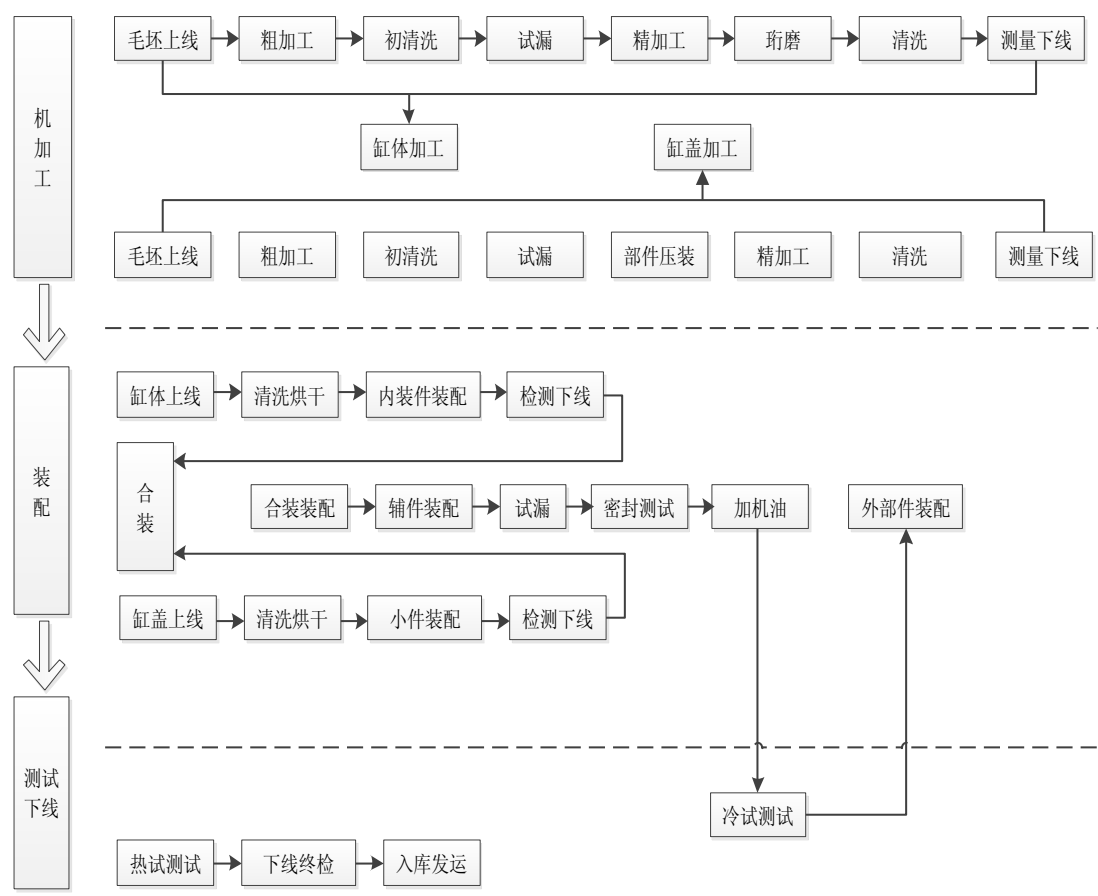 机
加
工
毛坯上线
粗加工
初清洗
试漏
精加工
珩磨
清洗
测量下线
缸体加工
缸盖加工
毛坯上线
粗加工
初清洗
试漏
部件压装
精加工
清洗
测量下线
装
配
缸体上线
清洗烘干
内装件装配
检测下线
合
装
合装装配
辅件装配
试漏
密封测试
加机油
外部件装配
缸盖上线
清洗烘干
小件装配
检测下线
测试
下线
冷试测试
热试测试
下线终检
入库发运